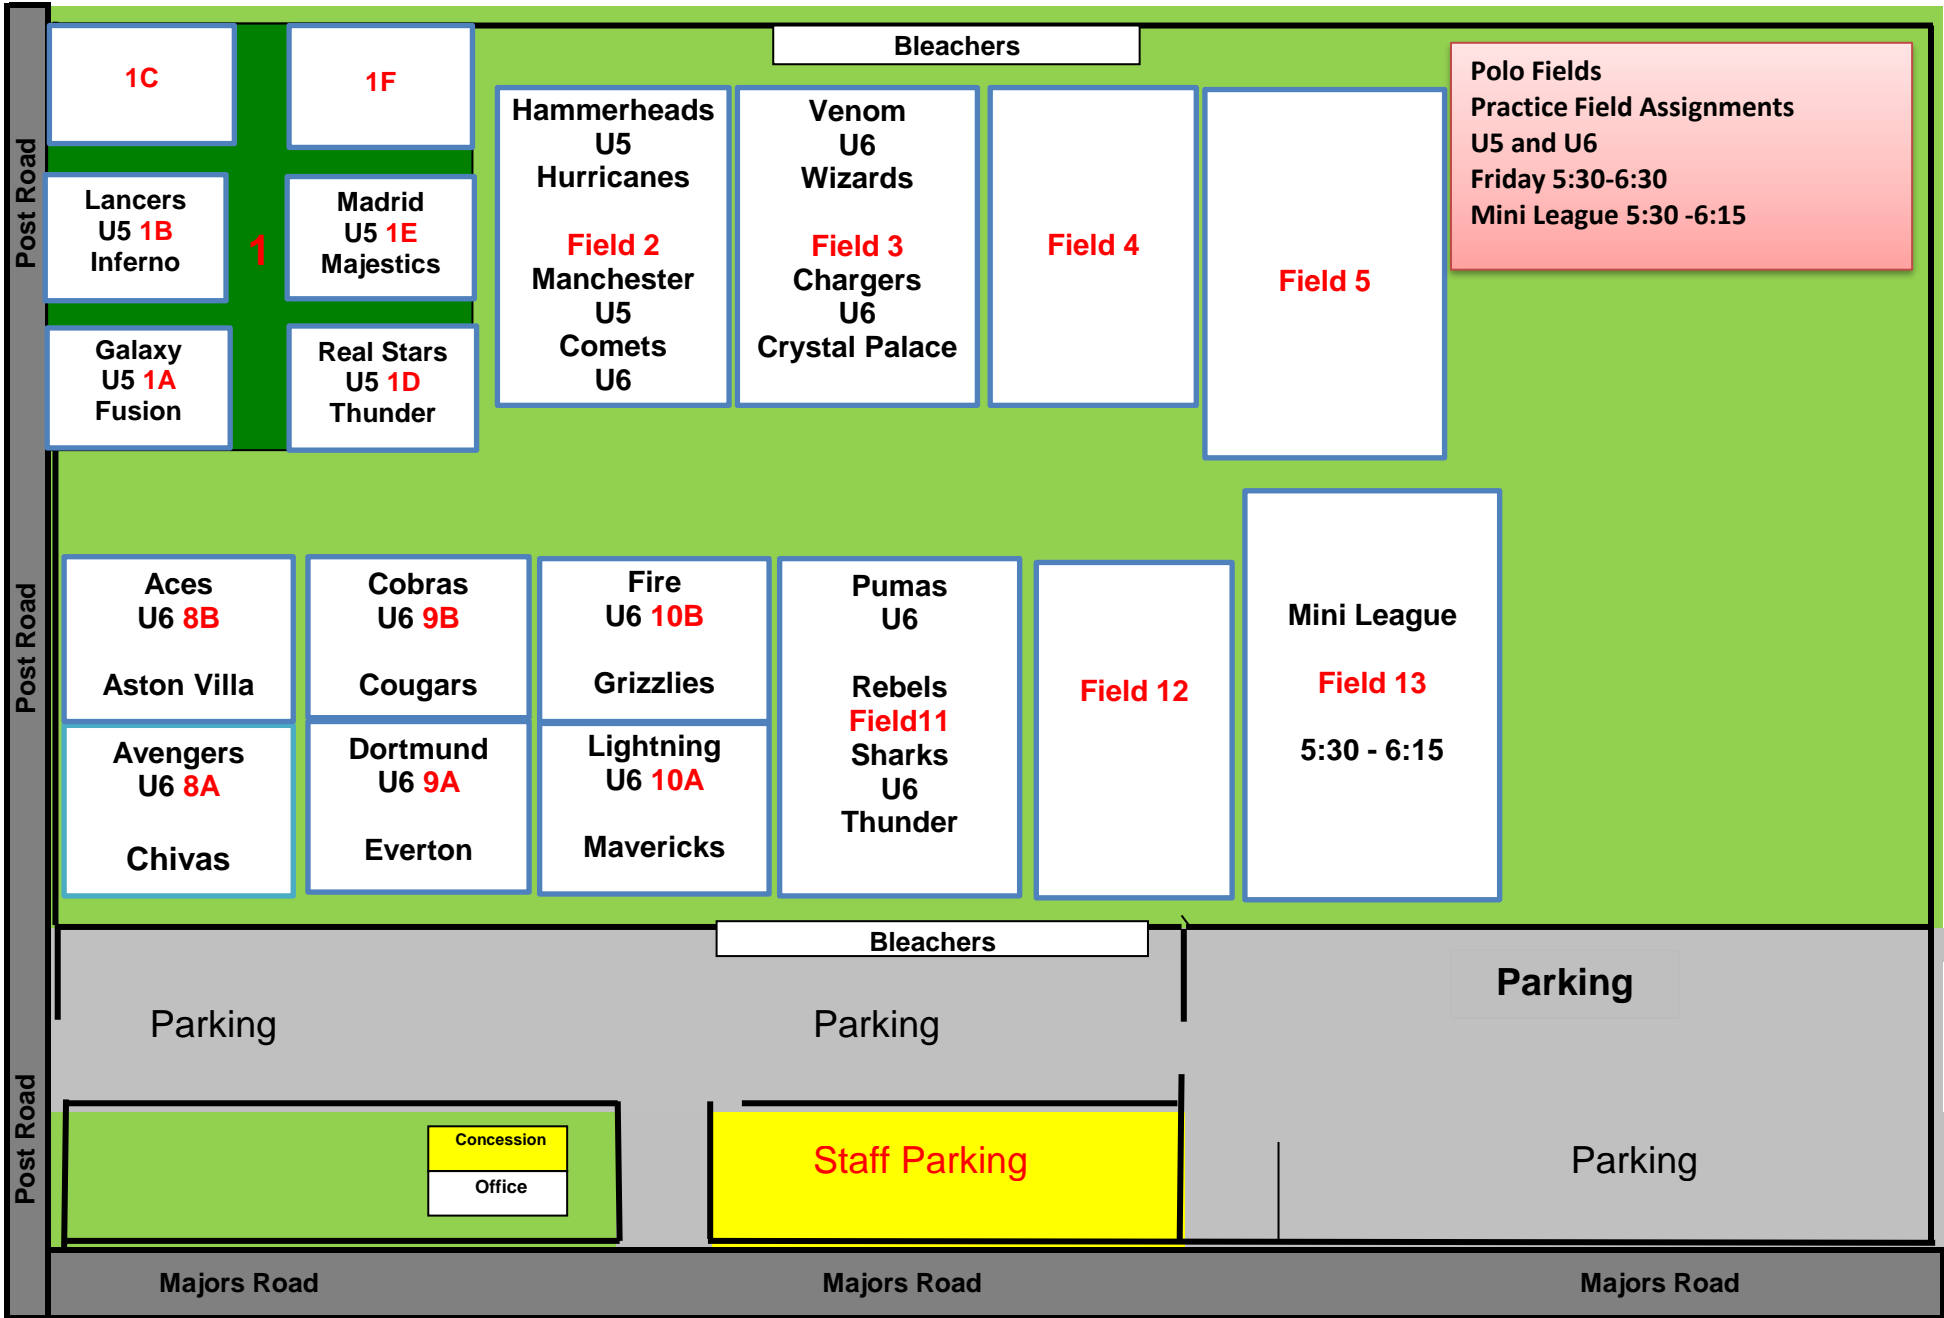 Bleachers
Polo Fields
Practice Field Assignments
U5 and U6
Friday 5:30-6:30
Mini League 5:30 -6:15
Post Road
1C
1F
Lancers
U5 1B
Inferno
1
Madrid
U5 1E
Majestics
Galaxy
U5 1A
Fusion
Real Stars
U5 1D
Thunder
Hammerheads
U5
Hurricanes
Field 2
Manchester
U5
Comets
U6
Venom
U6
Wizards
Field 3
Chargers
U6
Crystal Palace
Field 4
Field 5
Post Road
Aces
U6 8B
Aston Villa
Cobras
U6 9B
Cougars
Fire
U6 10B
Grizzlies
Avengers
U6 8A
Chivas
Dortmund
U6 9A
Everton
Lightning
U6 10A
Mavericks
Pumas
U6
Rebels
Field11
Sharks
U6
Thunder
Field 12
Mini League
Field 13
5:30 - 6:15
Bleachers
Parking
Parking
Parking
Post Road
Concession
Office
Staff Parking
Parking
Majors Road
Majors Road
Majors Road